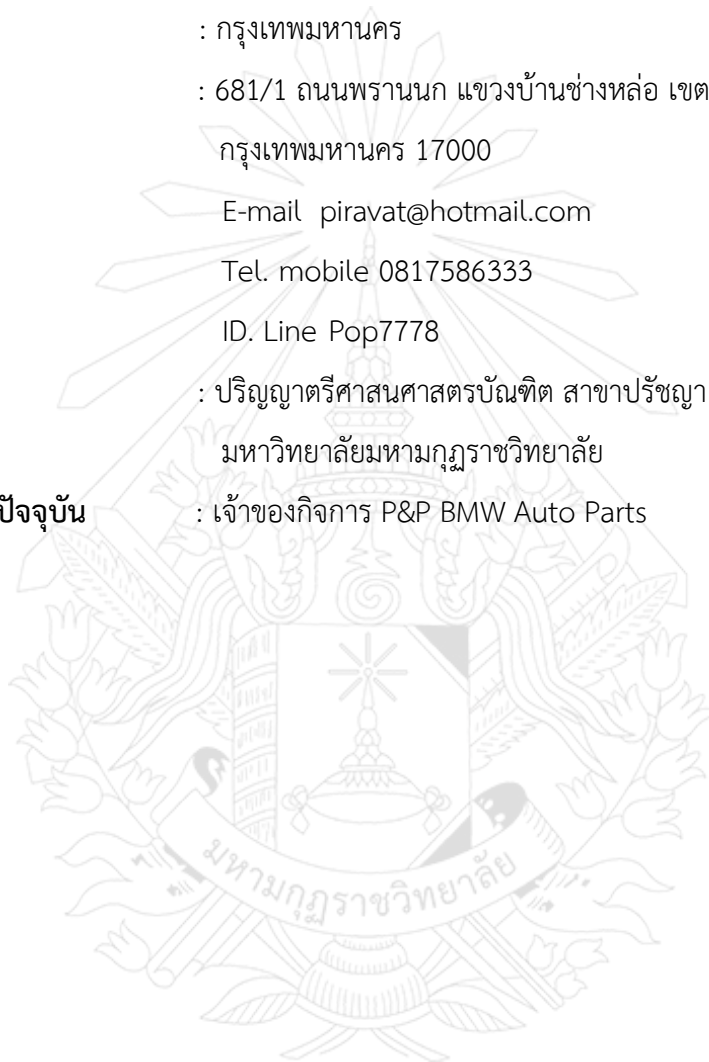 : กรุงเทพมหานคร
: 681/1 ถนนพรานนก แขวงบ้านช่างหล่อ เขต
กรุงเทพมหานคร 17000
E-mail piravat@hotmail.com
Tel. mobile 0817586333
ID. Line Pop7778
: ปริญญาตรีศาสนศาสตรบัณฑิต สาขาปรัชญา
มหาวิทยาลัยมหามกุฏราชวิทยาลัย
ปัจจุบัน : เจ้าของกิจการ P&P BMW Auto Parts
มหามกุฏราชวิทยาลัย